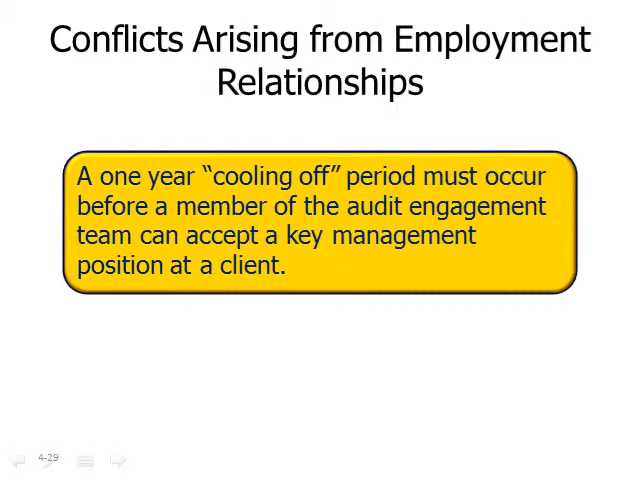 Conflicts Arising from Employment
Relationships
A one year “cooling off” period must occur
before a member of the audit engagement
team can accept a key management
position at a client.
4-29